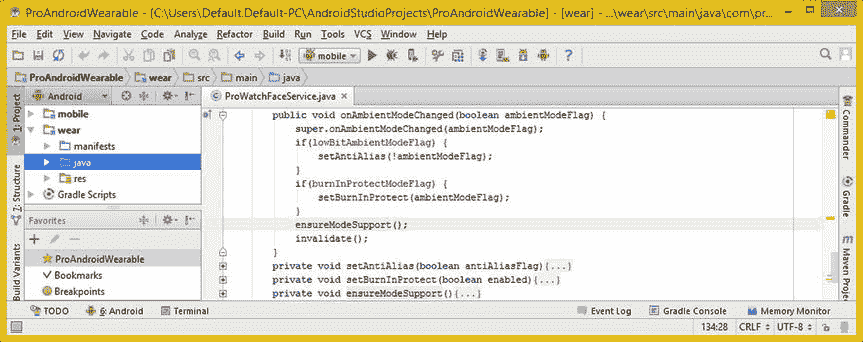 ProAndroidWearable - [C:\Users\Default.Default-PC\AndroidStudioProjects\ProAndroidWearable] - [wear] - ...\wear\src\main\java\com\pr...
File Edit View Navigate Code Analyze Refactor Build Run Tools VCS Window Help
mobile
ProAndroidWearable wear src main java
1: Project
7: Structure
Build Variants
Android
mobile
wear
manifests
java
res
Gradle Scripts
Favorites
ProAndroidWearable
Bookmarks
Breakpoints
ProWatchFaceService.java ×
public void onAmbientModeChanged(boolean ambientModeFlag) {
super.onAmbientModeChanged(ambientModeFlag);
if(lowBitAmbientModeFlag) {
setAntiAlias(!ambientModeFlag);
}
if(burnInProtectModeFlag) {
setBurnInProtect(ambientModeFlag);
}
ensureModeSupport();
invalidate();
}
private void setAntiAlias(boolean antiAliasFlag){...}
private void setBurnInProtect(boolean enabled){...}
private void ensureModeSupport(){...}
Commander
Gradle
Maven Projec
TODO 6: Android Terminal Event Log Gradle Console Memory Monitor
134:28 CRLF UTF-8